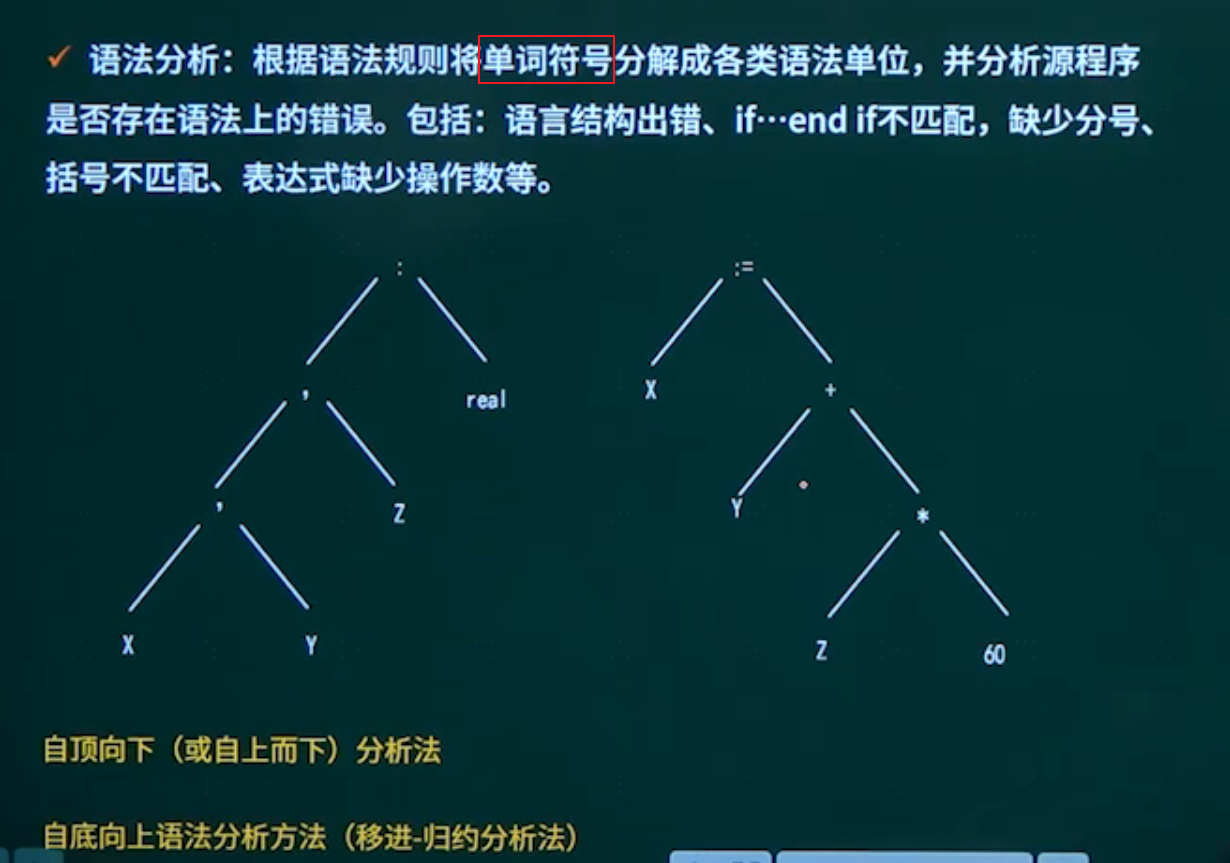 ✓ 语法分析：根据语法规则将单词符号分解成各类语法单位，并分析源程序
是否存在语法上的错误。包括：语言结构出错、if…end if不匹配，缺少分号、
括号不匹配、表达式缺少操作数等。
: :=
, real X +
, Z Y *
X Y Z 60
自顶向下（或自上而下）分析法
自底向上语法分析方法（移进-归约分析法）